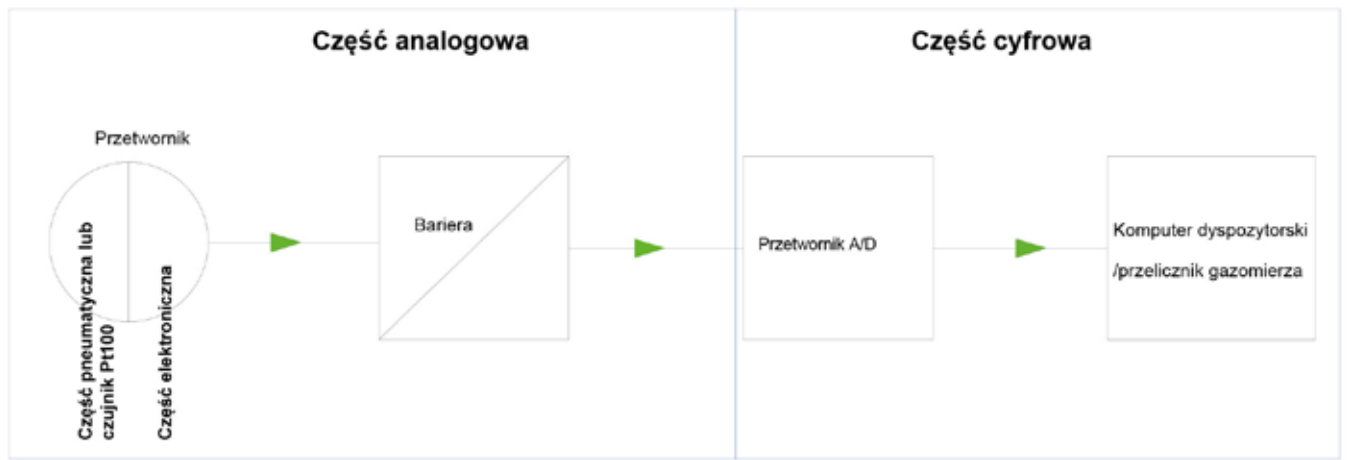 Część analogowa
Część cyfrowa
Przetwornik
Część pneumatyczna lub
czujnik Pt100
Część elektroniczna
Bariera
Przetwornik A/D
Komputer dyspozytorski
/przelicznik gazomierza